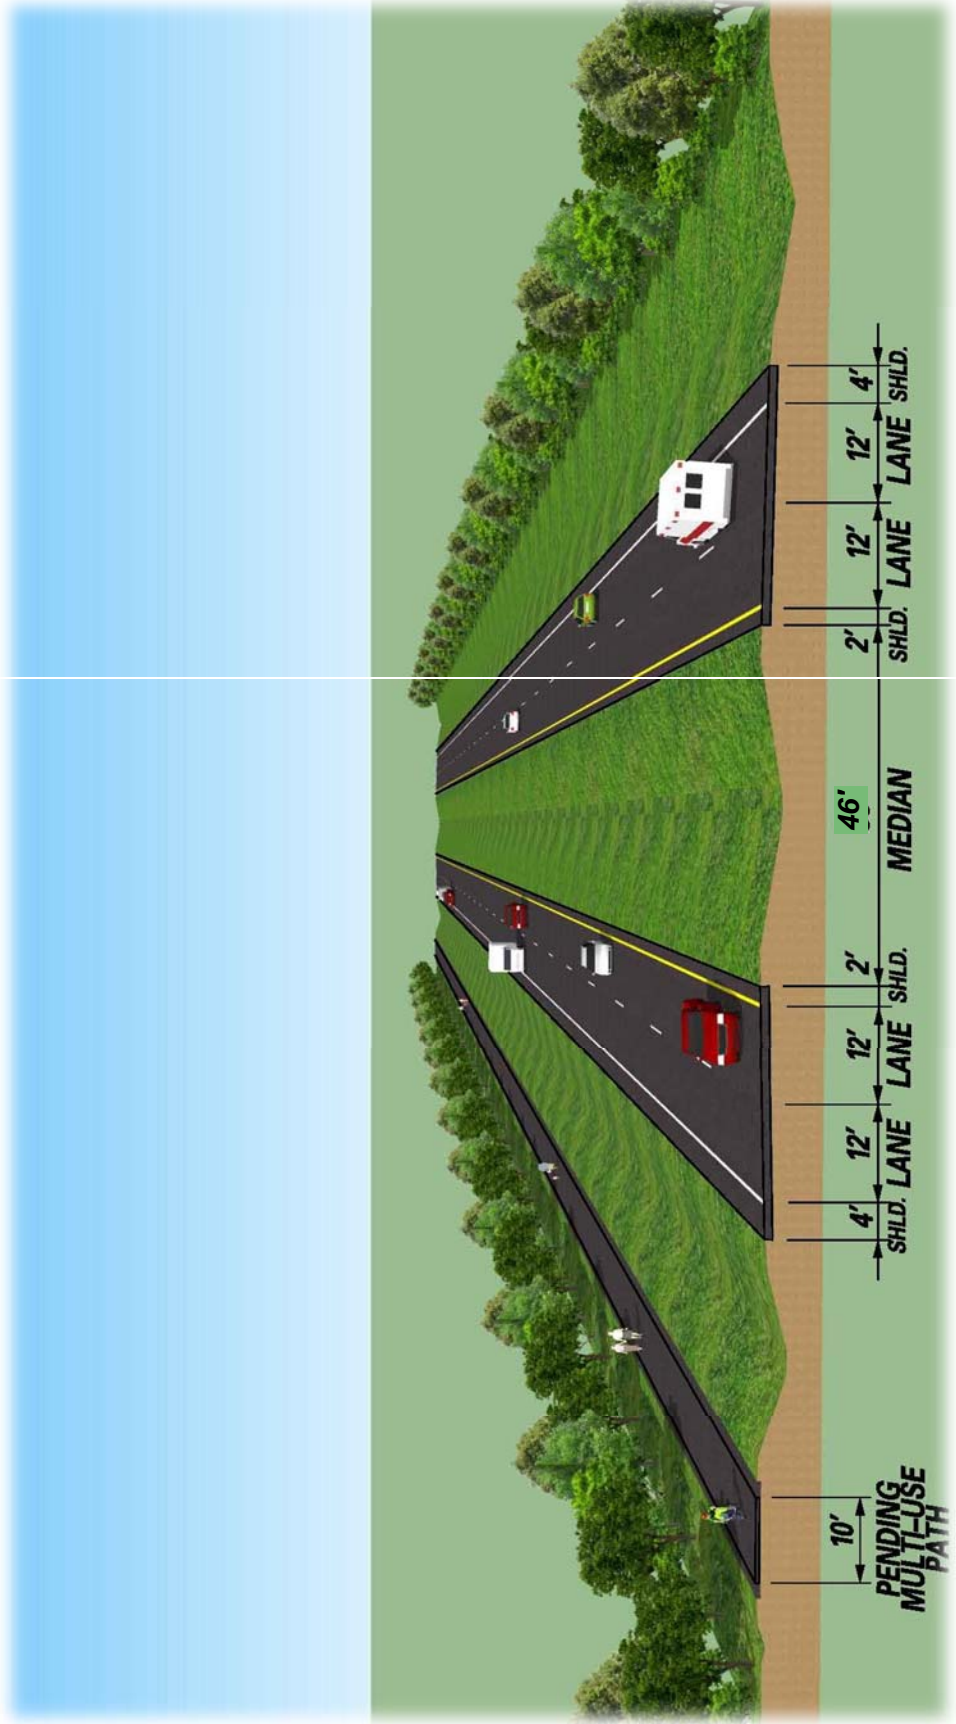 10' 4' 12' 12' 2' 46' 2' 12' 12' 4'
PENDING SHLD. LANE LANE SHLD. MEDIAN SHLD. LANE LANE SHLD.
MULTI-USE
PATH